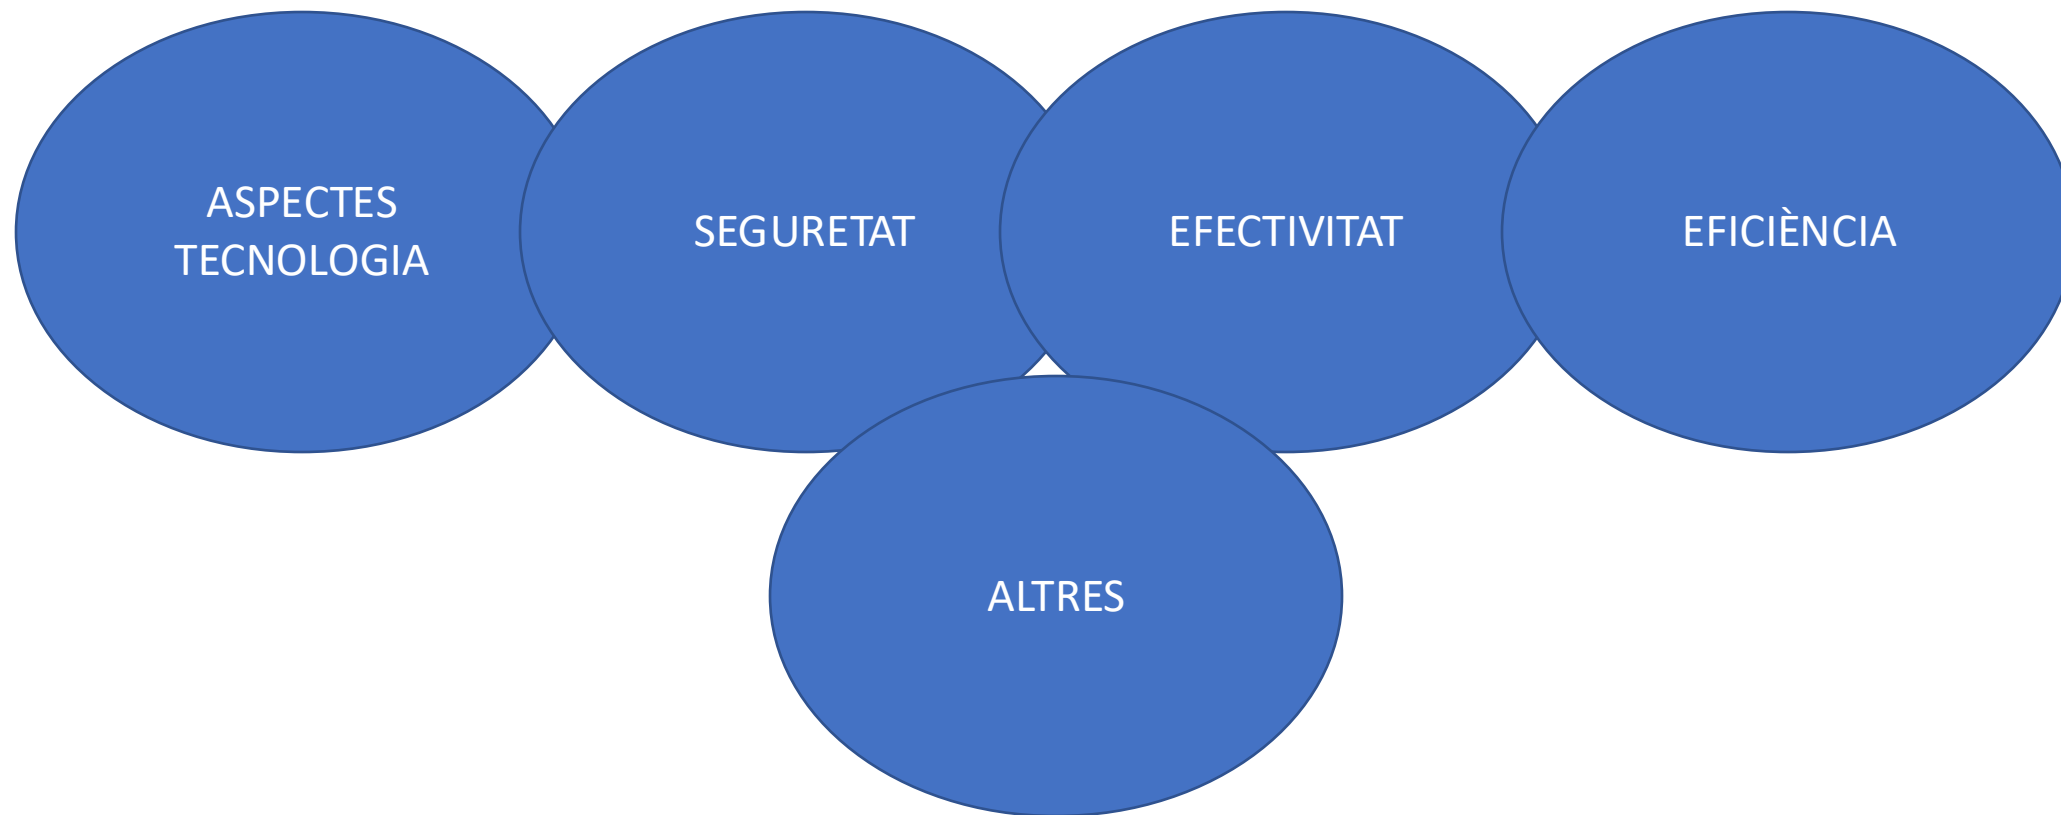 ASPECTES
TECNOLOGIA
SEGURETAT
EFECTIVITAT
EFICIÈNCIA
ALTRES